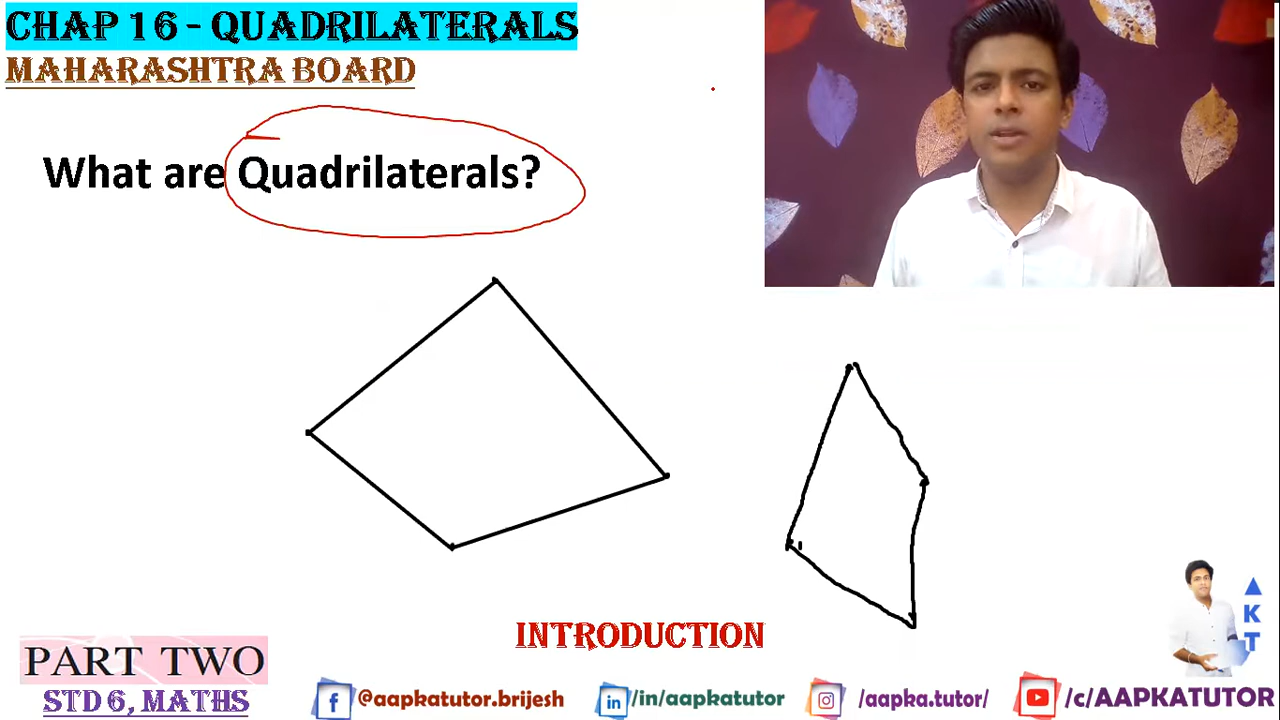 CHAP 16 - QUADRILATERALS
MAHARASHTRA BOARD
What are Quadrilaterals?
INTRODUCTION
PART TWO
STD 6, MATHS
@aapkatutor.brijesh
/in/aapkatutor
/aapka.tutor/
/c/AAPKATUTOR
▲
K
T